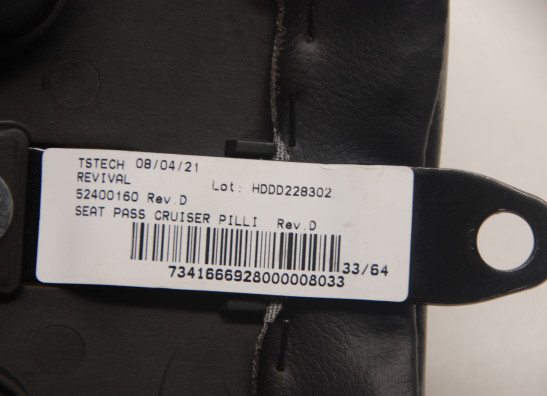 TSTECH 08/04/21
REVIVAL Lot: HDDD228302
52400160 Rev.D
SEAT PASS CRUISER PILLI Rev.D
33/64
7341666928000008033